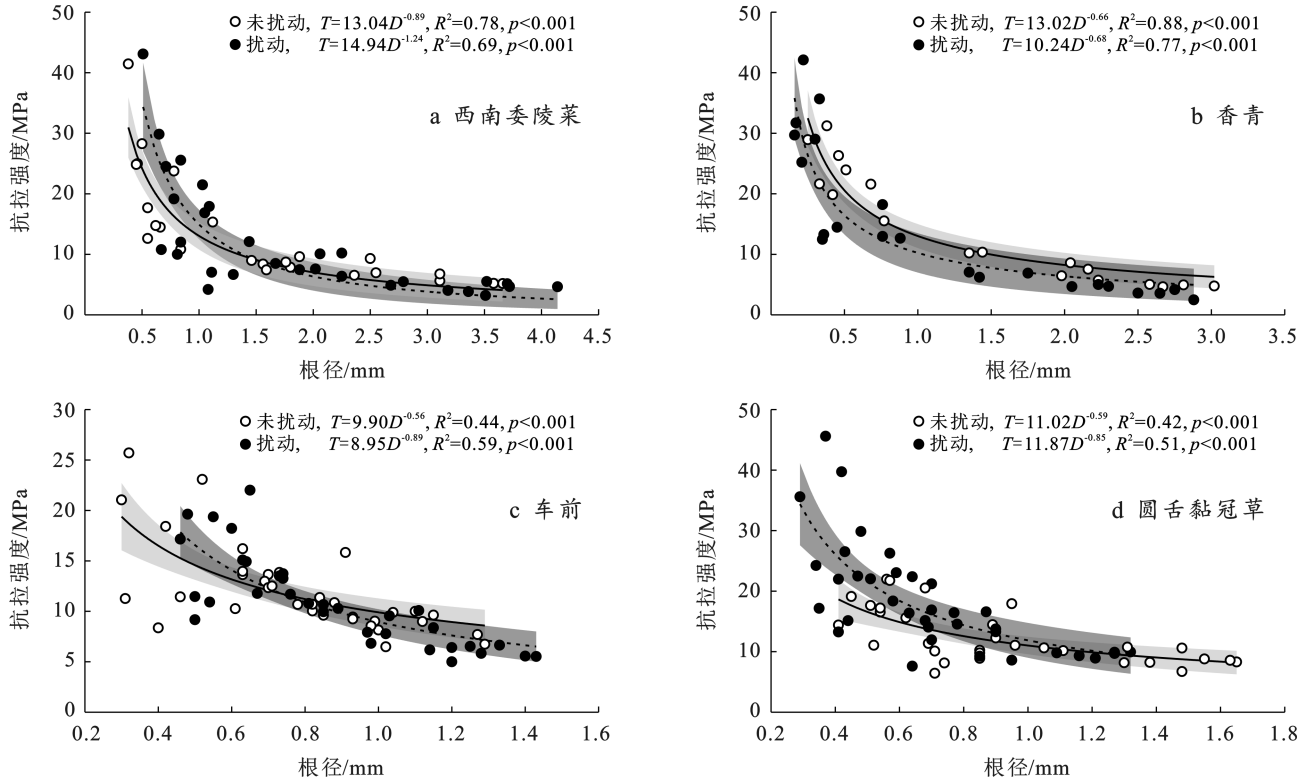 未扰动, T=13.04D^-0.89, R²=0.78, p<0.001
扰动, T=14.94D^-1.24, R²=0.69, p<0.001
a 西南委陵菜
抗拉强度/MPa
50
40
30
20
10
0
0.5 1.0 1.5 2.0 2.5 3.0 3.5 4.0 4.5
根径/mm
未扰动, T=13.02D^-0.66, R²=0.88, p<0.001
扰动, T=10.24D^-0.68, R²=0.77, p<0.001
b 香青
抗拉强度/MPa
50
40
30
20
10
0
0.5 1.0 1.5 2.0 2.5 3.0 3.5
根径/mm
未扰动, T=9.90D^-0.56, R²=0.44, p<0.001
扰动, T=8.95D^-0.89, R²=0.59, p<0.001
c 车前
抗拉强度/MPa
30
25
20
15
10
5
0
0.2 0.4 0.6 0.8 1.0 1.2 1.4 1.6
根径/mm
未扰动, T=11.02D^-0.59, R²=0.42, p<0.001
扰动, T=11.87D^-0.85, R²=0.51, p<0.001
d 圆舌黏冠草
抗拉强度/MPa
50
40
30
20
10
0
0.2 0.4 0.6 0.8 1.0 1.2 1.4 1.6 1.8
根径/mm